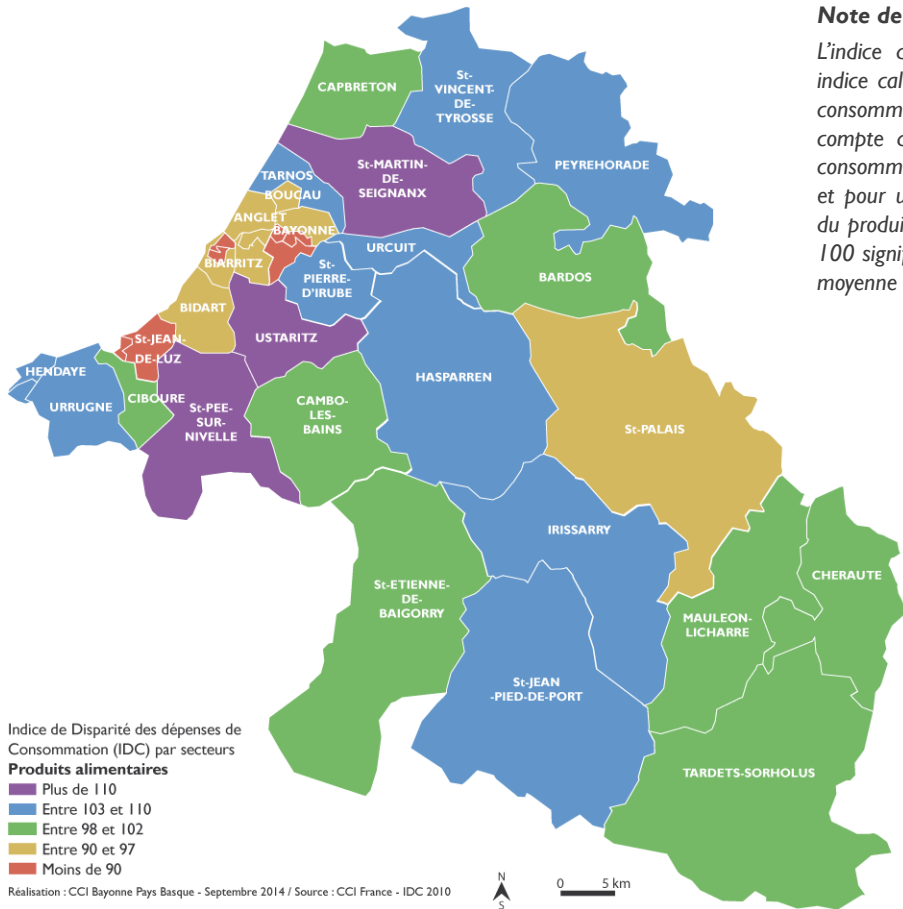 Note de
L'indice
indice cal
consomm
compte
consomm
et pour u
du produi
100 signif
moyenne
CAPBRETON
St-
VINCENT-
DE-
TYROSSE
PEYREHORADE
St-MARTIN-
DE-
SEIGNANX
TARNOS
BOUCAU
ANGLET
BAYONNE
BIARRITZ
URCUIT
St-
PIERRE-
D'IRUBE
BARDOS
BIDART
USTARITZ
St-JEAN-
DE-LUZ
HASPARREN
HENDAYE
URRUGNE
CIBOURE
St-PEE-
SUR-
NIVELLE
CAMBO-
LES-
BAINS
St-PALAIS
IRISSARRY
St-ETIENNE-
DE-
BAIGORRY
CHERAUTE
MAULEON-
LICHARRE
St-JEAN
-PIED-DE-PORT
TARDETS-SORHOLUS
Indice de Disparité des dépenses de
Consommation (IDC) par secteurs
Produits alimentaires
Plus de 110
Entre 103 et 110
Entre 98 et 102
Entre 90 et 97
Moins de 90
Réalisation : CCI Bayonne Pays Basque - Septembre 2014 / Source : CCI France - IDC 2010
N
S
0 5 km